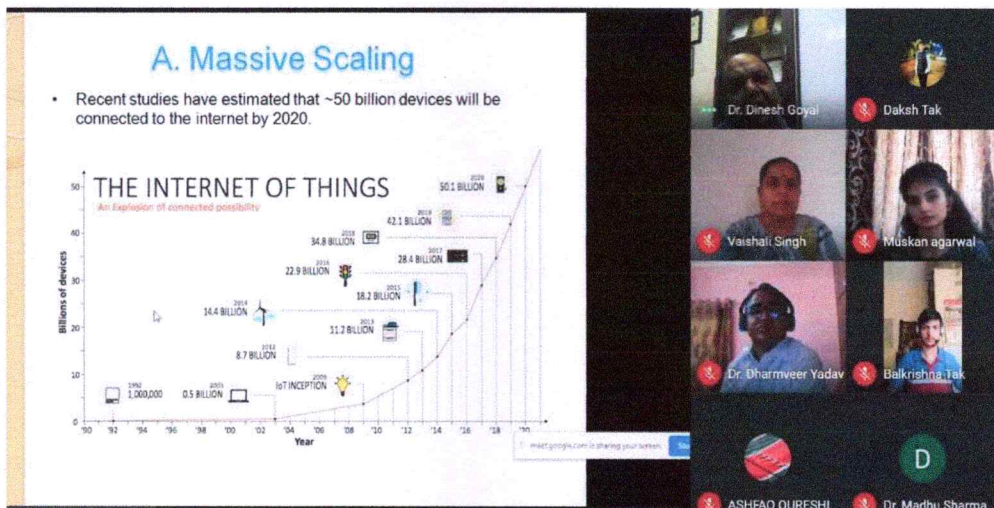 A. Massive Scaling
• Recent studies have estimated that ~50 billion devices will be
connected to the internet by 2020.
THE INTERNET OF THINGS
An Explosion of connected possibility
Billions of devices
50
40
30
20
10
0
1992
1,000,000
2003
0.5 BILLION
2009
IoT INCEPTION
2012
8.7 BILLION
2013
11.2 BILLION
2014
14.4 BILLION
2015
18.2 BILLION
2016
22.9 BILLION
2017
28.4 BILLION
2018
34.8 BILLION
2019
42.1 BILLION
2020
50.1 BILLION
'90 '92 '94 '96 '98 '00 '02 '04 '06 '08 '10 '12 '14 '16 '18 '20
Year
meet.google.com is sharing your screen.
Dr. Dinesh Goyal
Daksh Tak
Vaishali Singh
Muskan agarwal
Dr. Dharmveer Yadav
Balkrishna Tak
D
ASHFAQ QURESHI
Dr. Madhu Sharma